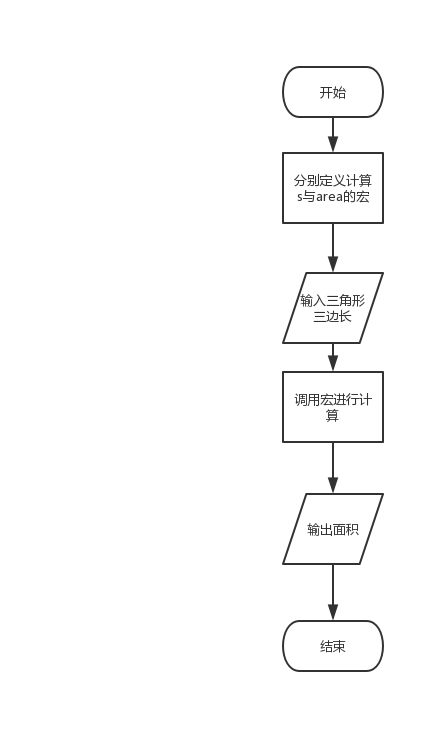 开始
分别定义计算
s与area的宏
输入三角形
三边长
调用宏进行计
算
输出面积
结束